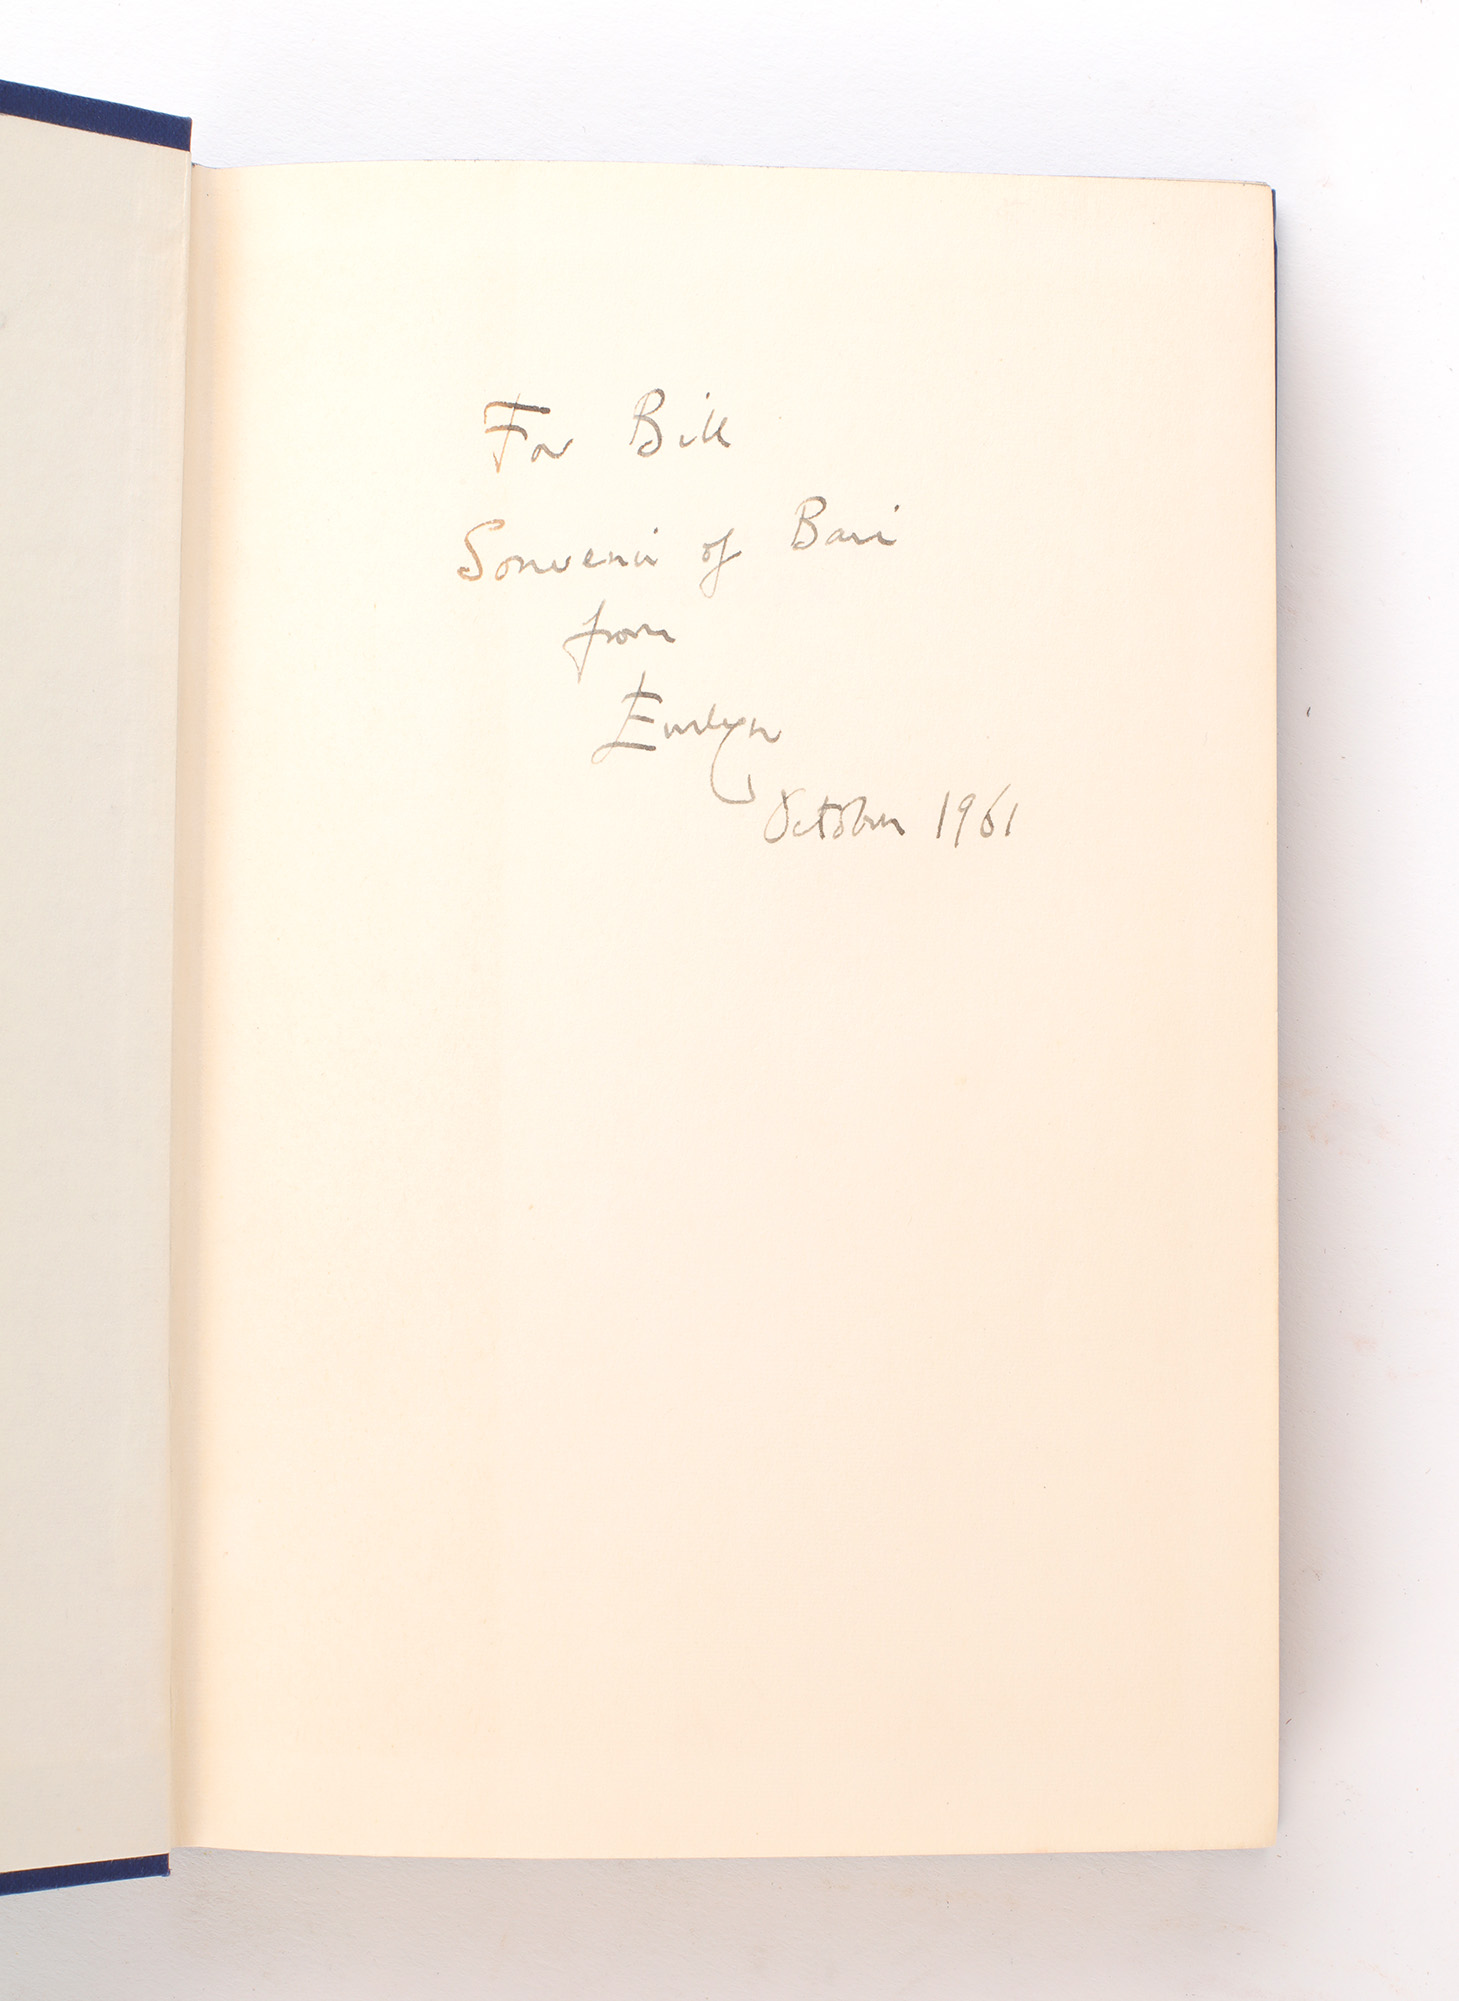 For Bill
Souvenir of Bari
from
Evelyn
October 1961